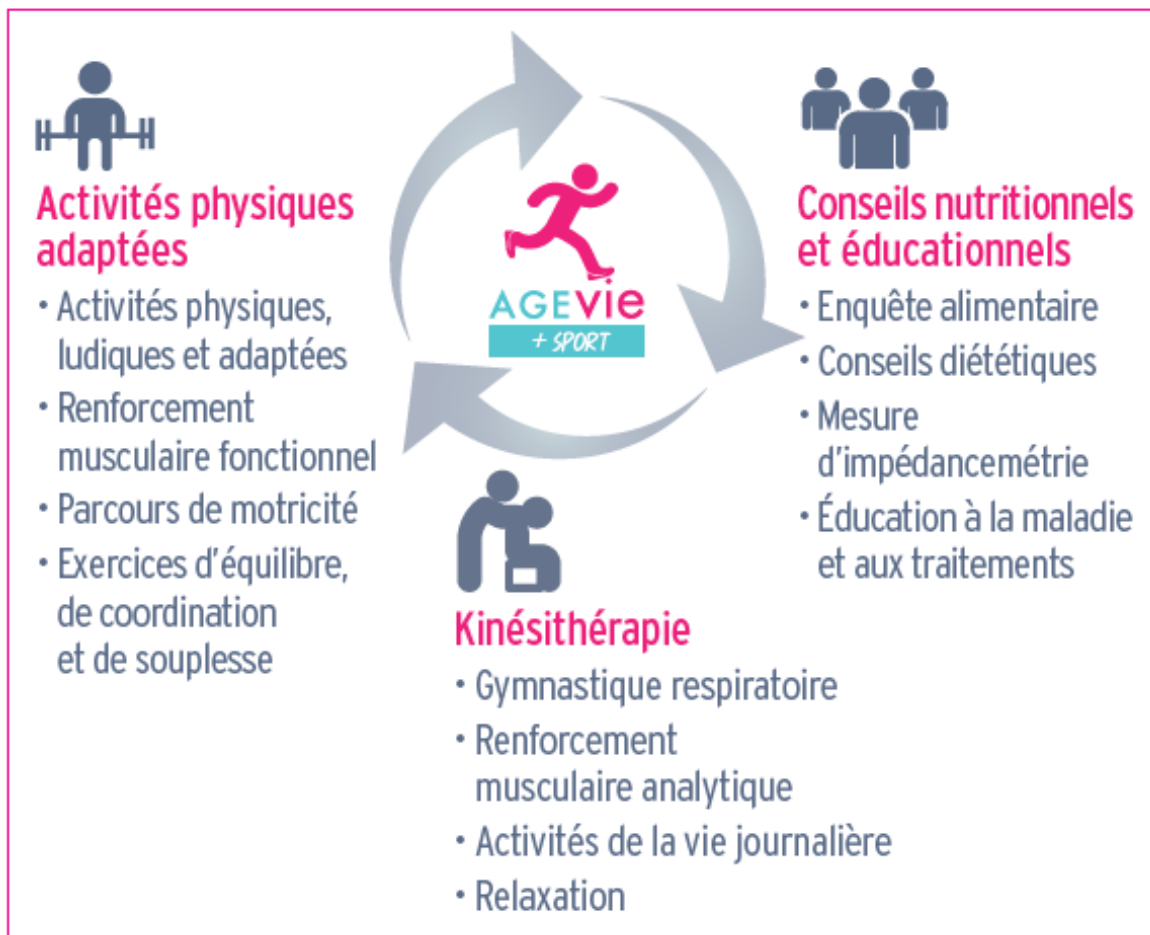 Activités physiques
adaptées
• Activités physiques,
ludiques et adaptées
• Renforcement
musculaire fonctionnel
• Parcours de motricité
• Exercices d'équilibre,
de coordination
et de souplesse
AGEVie
+ SPORT
Conseils nutritionnels
et éducationnels
• Enquête alimentaire
• Conseils diététiques
• Mesure
d'impédancemétrie
• Éducation à la maladie
et aux traitements
Kinésithérapie
• Gymnastique respiratoire
• Renforcement
musculaire analytique
• Activités de la vie journalière
• Relaxation